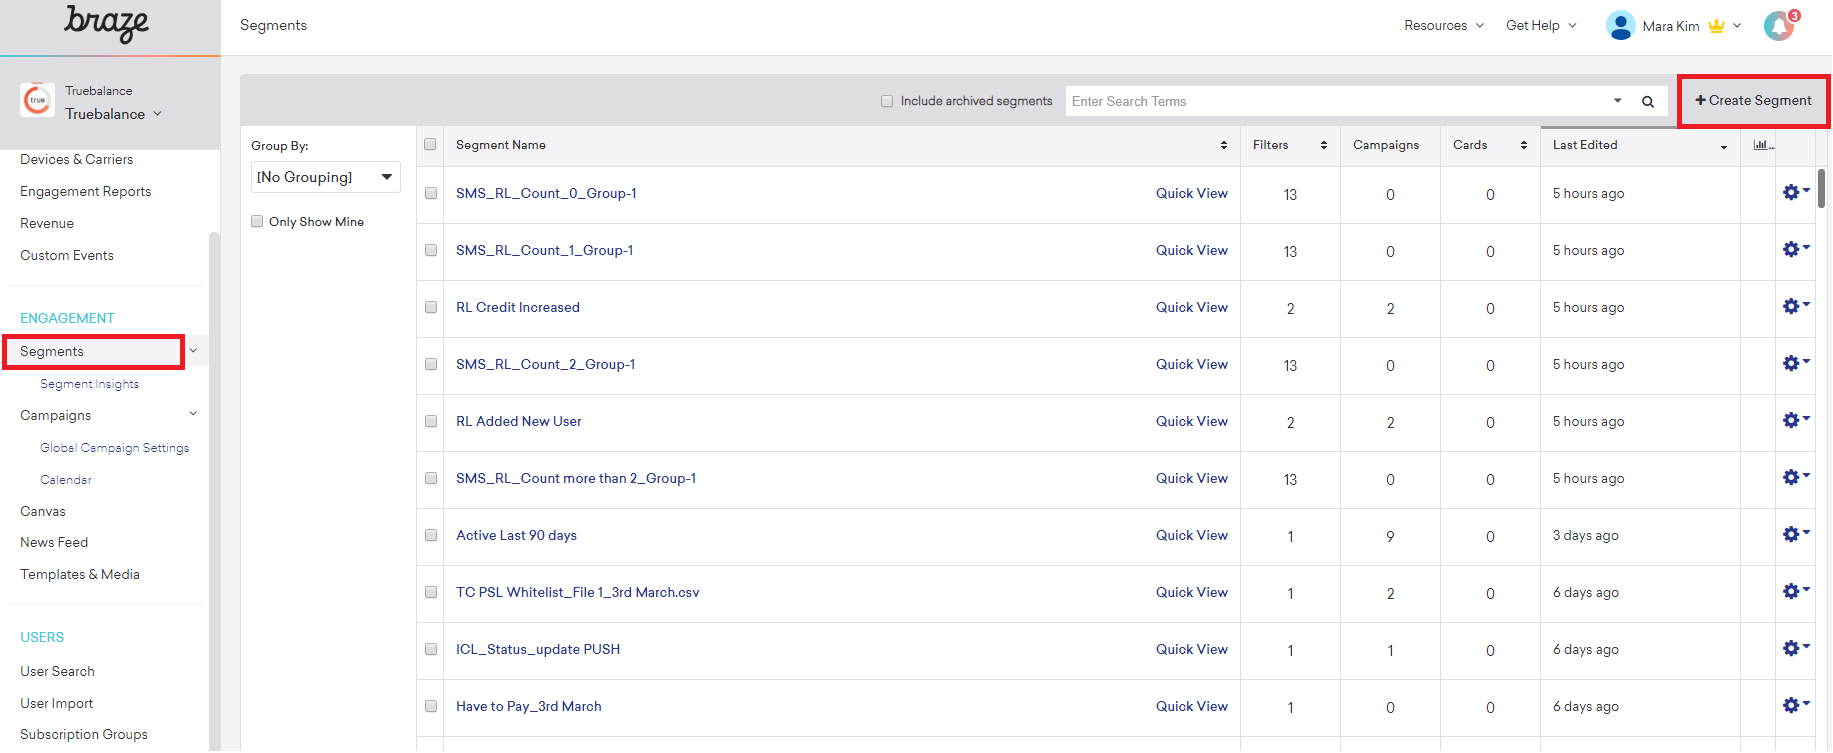 braze
Segments
Resources
Get Help
Mara Kim
3
true
Truebalance
Truebalance
Devices & Carriers
Engagement Reports
Revenue
Custom Events
ENGAGEMENT
Segments
Segment Insights
Campaigns
Global Campaign Settings
Calendar
Canvas
News Feed
Templates & Media
USERS
User Search
User Import
Subscription Groups
Include archived segments
Enter Search Terms
+ Create Segment
Group By:
[No Grouping]
Only Show Mine
Segment Name Filters Campaigns Cards Last Edited ...
SMS_RL_Count_0_Group-1 Quick View 13 0 0 5 hours ago
SMS_RL_Count_1_Group-1 Quick View 13 0 0 5 hours ago
RL Credit Increased Quick View 2 2 0 5 hours ago
SMS_RL_Count_2_Group-1 Quick View 13 0 0 5 hours ago
RL Added New User Quick View 2 2 0 5 hours ago
SMS_RL_Count more than 2_Group-1 Quick View 13 0 0 5 hours ago
Active Last 90 days Quick View 1 9 0 3 days ago
TC PSL Whitelist_File 1_3rd March.csv Quick View 1 2 0 6 days ago
ICL_Status_update PUSH Quick View 1 1 0 6 days ago
Have to Pay_3rd March Quick View 1 0 0 6 days ago